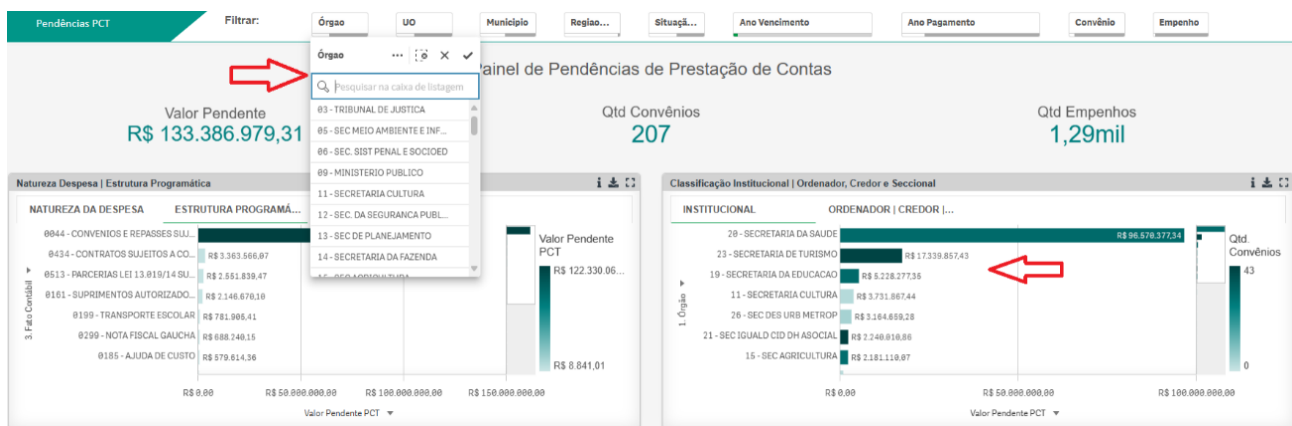 Pendências PCT
Filtrar:
Órgao
UO
Municipio
Regiao...
Situaçã...
Ano Vencimento
Ano Pagamento
Convênio
Empenho
Órgao
Pesquisar na caixa de listagem
03 - TRIBUNAL DE JUSTICA
05 - SEC MEIO AMBIENTE E INF...
06 - SEC. SIST PENAL E SOCIOED
09 - MINISTERIO PUBLICO
11 - SECRETARIA CULTURA
12 - SEC. DA SEGURANCA PUBL...
13 - SEC DE PLANEJAMENTO
14 - SECRETARIA DA FAZENDA
15 - SEC AGRICULTURA
Painel de Pendências de Prestação de Contas
Valor Pendente
R$ 133.386.979,31
Qtd Convênios
207
Qtd Empenhos
1,29mil
Natureza Despesa | Estrutura Programática
NATUREZA DA DESPESA
ESTRUTURA PROGRAMÁ...
3. Fato Contábil
0044 - CONVENIOS E REPASSES SUJ...
0434 - CONTRATOS SUJEITOS A CO...
R$ 3.363.566,07
0513 - PARCERIAS LEI 13.019/14 SU...
R$ 2.551.839,47
0161 - SUPRIMENTOS AUTORIZADO...
R$ 2.146.670,10
0199 - TRANSPORTE ESCOLAR
R$ 781.905,41
0299 - NOTA FISCAL GAUCHA
R$ 688.240,15
0185 - AJUDA DE CUSTO
R$ 579.614,36
R$ 0,00
R$ 50.000.000,00
R$ 100.000.000,00
R$ 150.000.000,00
Valor Pendente PCT
Valor Pendente
PCT
R$ 122.330.06...
R$ 8.841,01
Classificação Institucional | Ordenador, Credor e Seccional
INSTITUCIONAL
ORDENADOR | CREDOR |...
1. Órgão
20 - SECRETARIA DA SAUDE
R$ 96.570.377,34
23 - SECRETARIA DE TURISMO
R$ 17.339.857,43
19 - SECRETARIA DA EDUCACAO
R$ 5.228.277,35
11 - SECRETARIA CULTURA
R$ 3.731.867,44
26 - SEC DES URB METROP
R$ 3.164.659,28
21 - SEC IGUALD CID DH ASOCIAL
R$ 2.240.010,86
15 - SEC AGRICULTURA
R$ 2.181.110,07
R$ 0,00
R$ 50.000.000,00
R$ 100.000.000,00
Valor Pendente PCT
Qtd.
Convênios
43
0